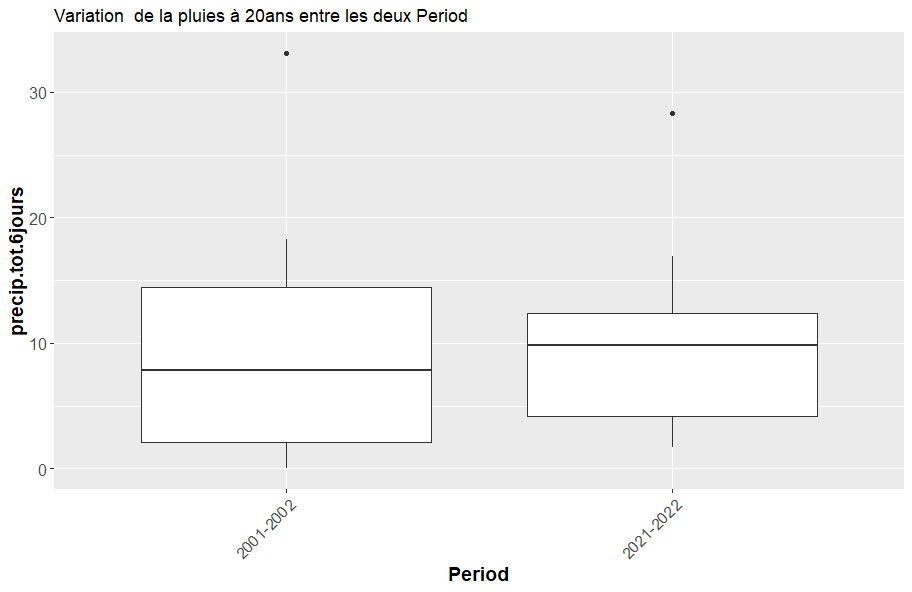 Variation  de la pluies à 20ans entre les deux Period
30
20
10
0
precip.tot.6jours
2001-2002
2021-2022
Period